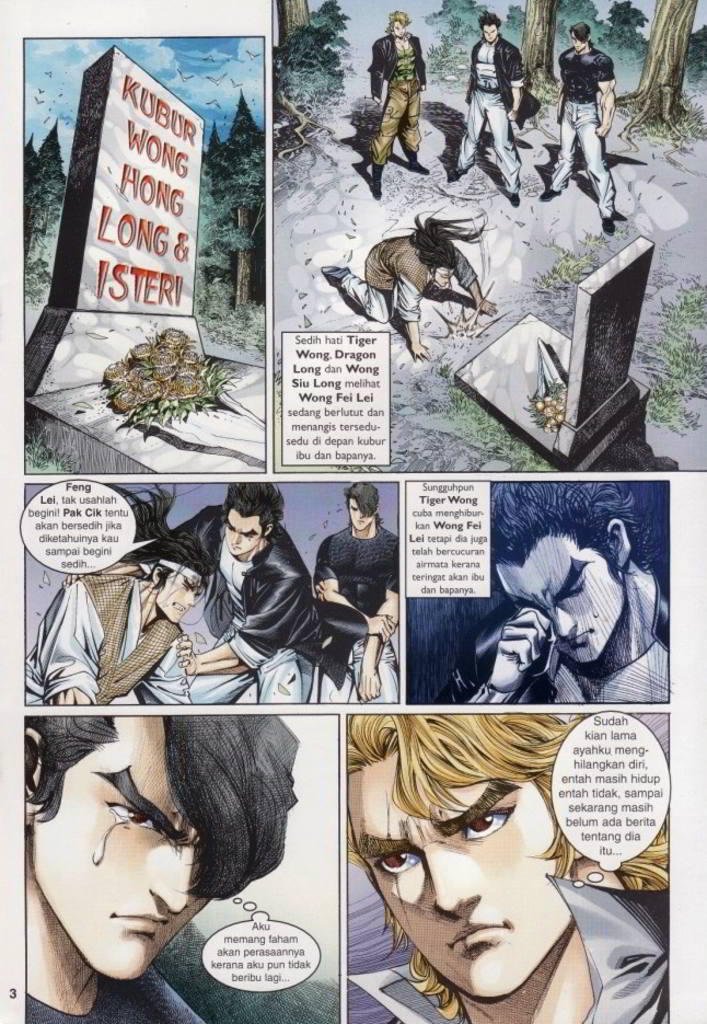 KUBUR
WONG
HONG
LONG &
ISTERI
Sedih hati Tiger
Wong, Dragon
Long dan Wong
Siu Long melihat
Wong Fei Lei
sedang berlutut dan
menangis tersedu-
sedu di depan kubur
ibu dan bapanya.
Feng
Lei, tak usahlah
begini! Pak Cik tentu
akan bersedih jika
diketahuinya kau
sampai begini
sedih...
Sungguhpun
Tiger Wong
cuba menghibur-
kan Wong Fei
Lei tetapi dia juga
telah bercucuran
airmata kerana
teringat akan ibu
dan bapanya.
Aku
memang faham
akan perasaannya
kerana aku pun tidak
beribu lagi...
Sudah
kian lama
ayahku meng-
hilangkan diri,
entah masih hidup
entah tidak, sampai
sekarang masih
belum ada berita
tentang dia
itu...
3